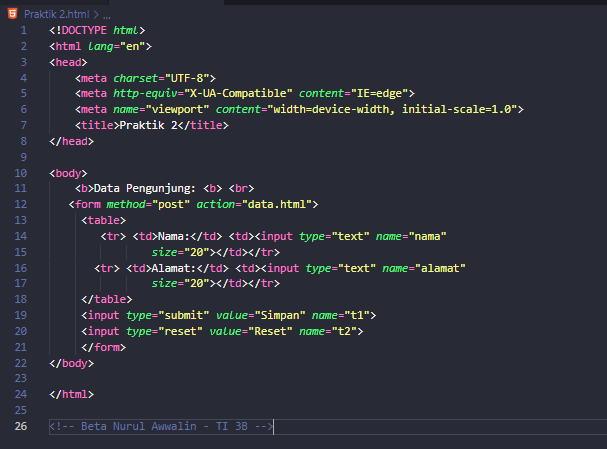 Praktik 2.html > ...
1 <!DOCTYPE html>
2 <html lang="en">
3 <head>
4 <meta charset="UTF-8">
5 <meta http-equiv="X-UA-Compatible" content="IE=edge">
6 <meta name="viewport" content="width=device-width, initial-scale=1.0">
7 <title>Praktik 2</title>
8 </head>
9
10 <body>
11 <b>Data Pengunjung: <b> <br>
12 <form method="post" action="data.html">
13 <table>
14 <tr> <td>Nama:</td> <td><input type="text" name="nama"
15 size="20"></td></tr>
16 <tr> <td>Alamat:</td> <td><input type="text" name="alamat"
17 size="20"></td></tr>
18 </table>
19 <input type="submit" value="Simpan" name="t1">
20 <input type="reset" value="Reset" name="t2">
21 </form>
22 </body>
23
24 </html>
25
26 <!-- Beta Nurul Awwalin - TI 3B -->